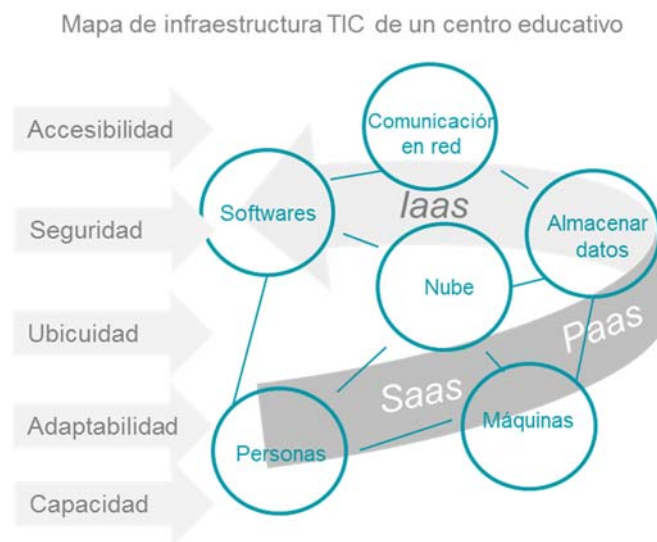 Mapa de infraestructura TIC de un centro educativo
Accesibilidad
Seguridad
Ubicuidad
Adaptabilidad
Capacidad
Comunicación
en red
Softwares
Iaas
Almacenar
datos
Nube
Paas
Saas
Máquinas
Personas